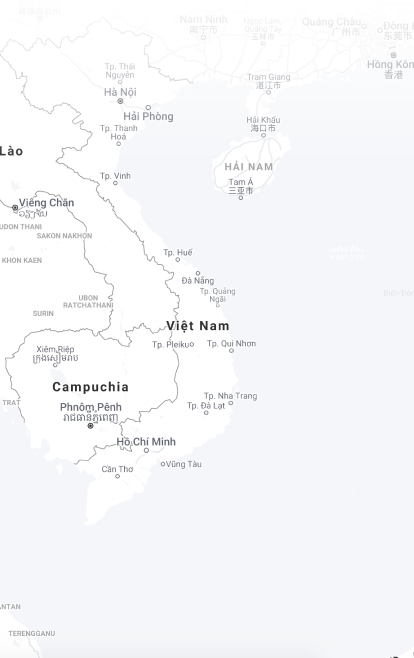 Nam Ninh
南宁市
Quảng Châu
广州市
东莞市
Hồng Kôn
香港
Tp. Thái
Nguyên
Trạm Giang
湛江市
Hà Nội
Hải Phòng
Hải Khẩu
海口市
Tp. Thanh
Hoá
Lào
HẢI NAM
Tp. Vinh
Tam Á
三亚市
Viêng Chăn
ວຽງຈັນ
UDON THANI
SAKON NAKHON
Tp. Huế
KHON KAEN
Đà Nẵng
Tp. Quảng
Ngãi
UBON
RATCHATHANI
SURIN
Việt Nam
Xiêm Riệp
ក្រុងសៀមរាប
Tp. Pleiku
Tp. Qui Nhơn
Campuchia
TRAT
Phnôm Pênh
រាជធានីភ្នំពេញ
Tp. Nha Trang
Tp. Đà Lạt
Hồ Chí Minh
Cần Thơ
Vũng Tàu
ANTAN
TERENGGANU